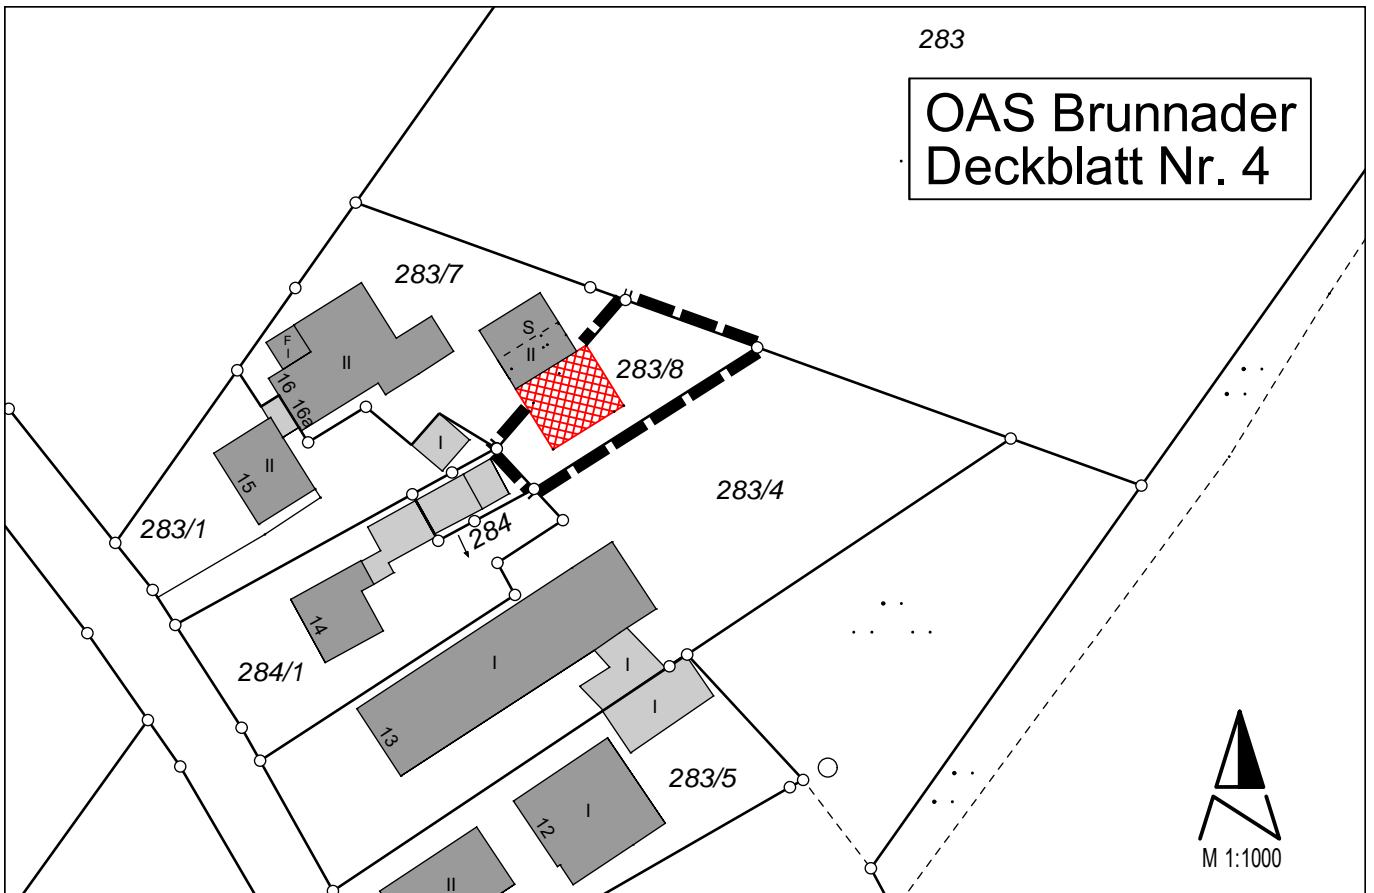 283
OAS Brunnader
Deckblatt Nr. 4
283/7
S
II
F
I
II
16
16a
283/8
I
II
15
283/4
283/1
284
14
284/1
I
I
I
13
283/5
I
12
II
M 1:1000